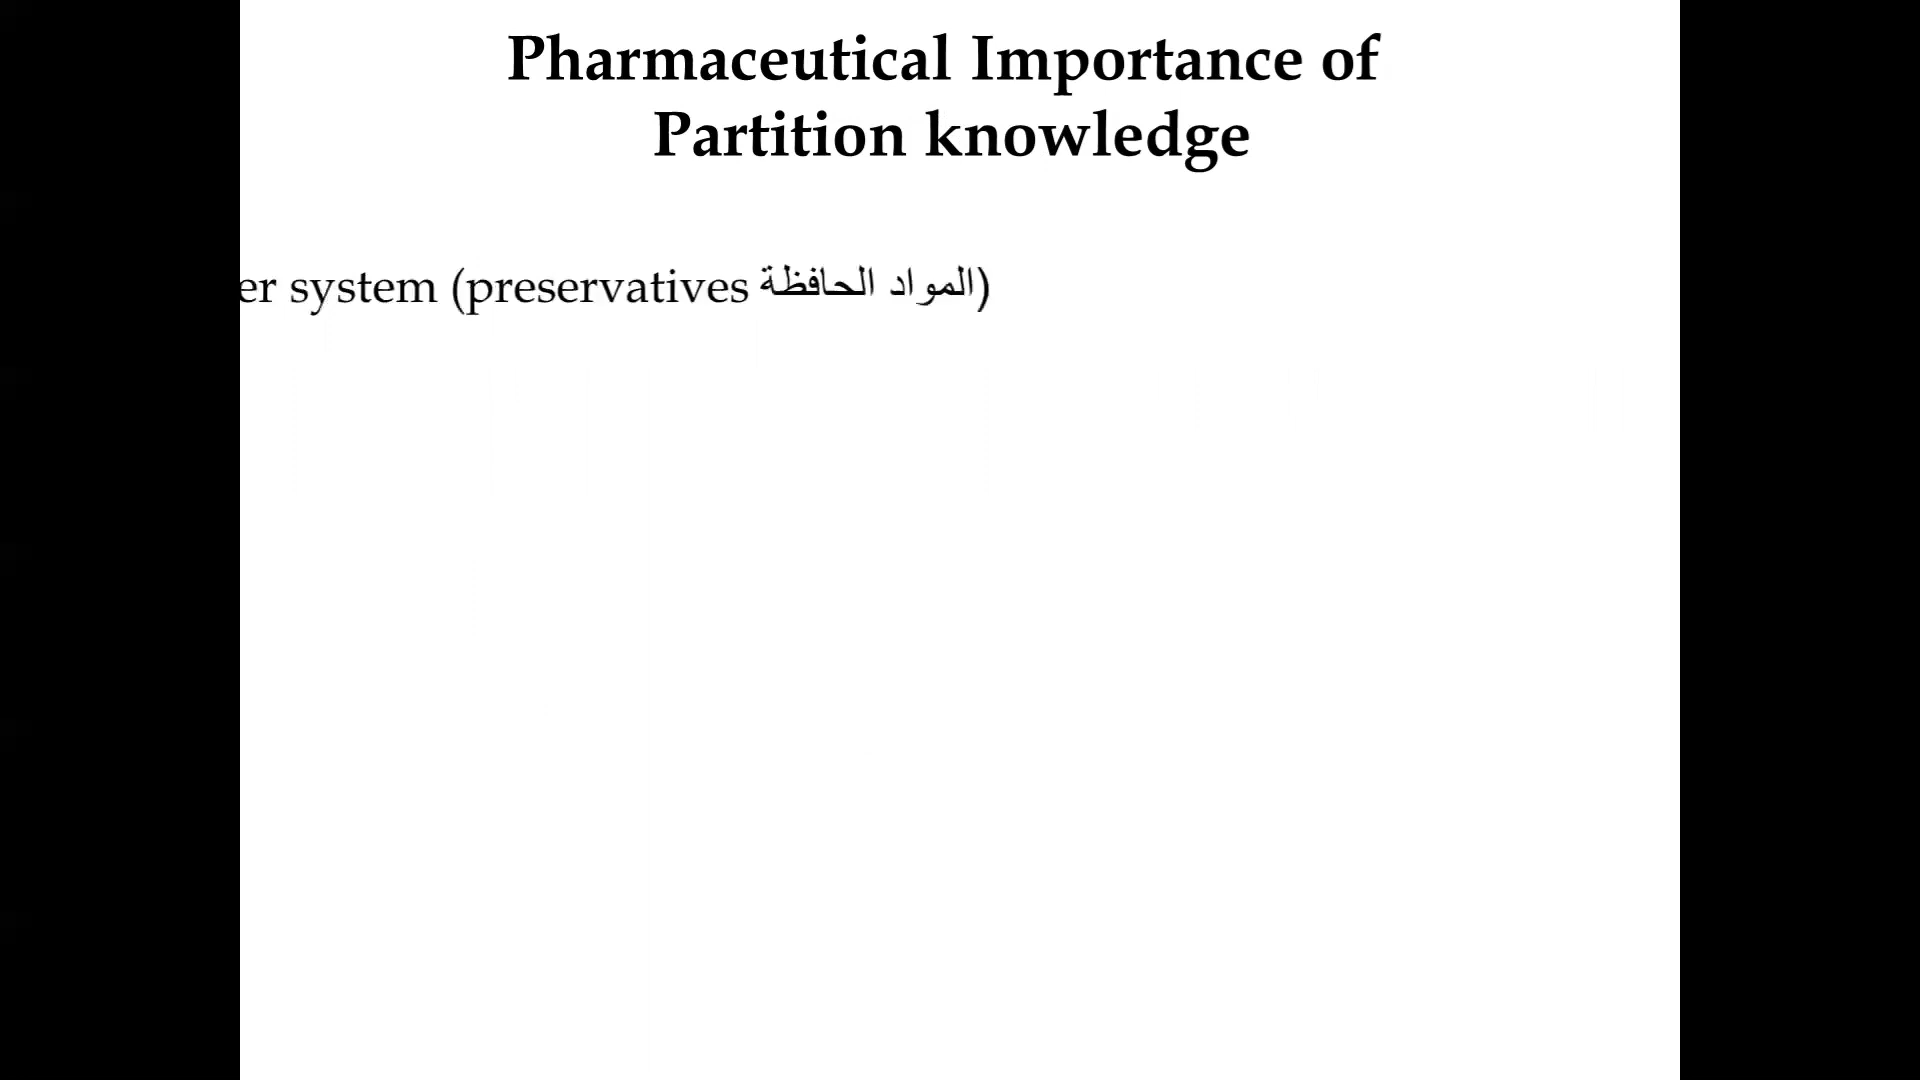 Pharmaceutical Importance of
Partition knowledge
er system (preservatives المواد الحافظة)